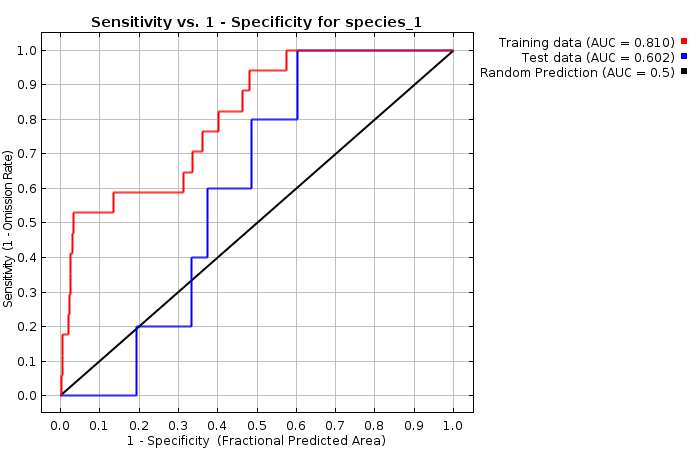 Sensitivity vs. 1 - Specificity for species_1
Training data (AUC = 0.810)
Test data (AUC = 0.602)
Random Prediction (AUC = 0.5)
Sensitivity (1 - Omission Rate)
1.0
0.9
0.8
0.7
0.6
0.5
0.4
0.3
0.2
0.1
0.0
0.0 0.1 0.2 0.3 0.4 0.5 0.6 0.7 0.8 0.9 1.0
1 - Specificity (Fractional Predicted Area)